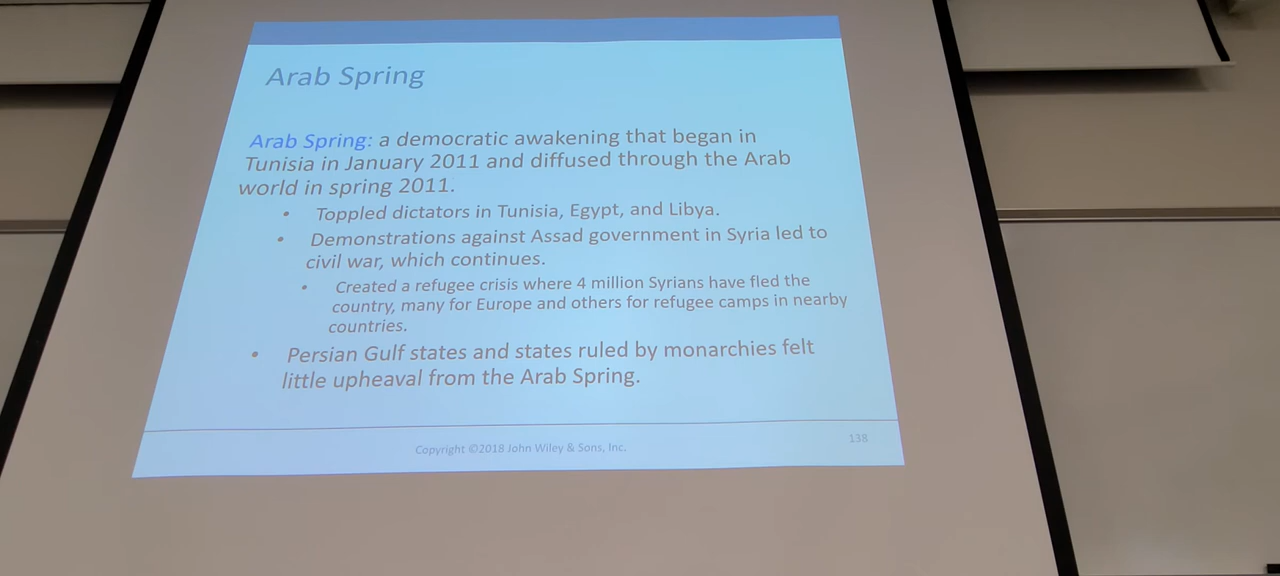 Arab Spring
Arab Spring: a democratic awakening that began in
Tunisia in January 2011 and diffused through the Arab
world in spring 2011.
• Toppled dictators in Tunisia, Egypt, and Libya.
• Demonstrations against Assad government in Syria led to
civil war, which continues.
• Created a refugee crisis where 4 million Syrians have fled the
country, many for Europe and others for refugee camps in nearby
countries.
• Persian Gulf states and states ruled by monarchies felt
little upheaval from the Arab Spring.
Copyright ©2018 John Wiley & Sons, Inc.
138